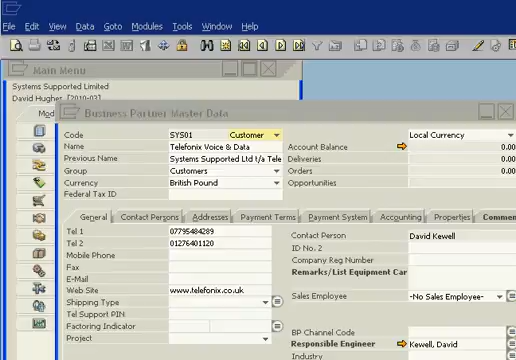 File Edit View Data Goto Modules Tools Window Help
Main Menu
Systems Supported Limited
David Hughes [2010-03]
Mod
Business Partner Master Data
Code SYS01 Customer Local Currency
Name Telefonix Voice & Data Account Balance 0.00
Previous Name Systems Supported Ltd t/a Tele Deliveries 0.00
Group Customers Orders 0.00
Currency British Pound Opportunities
Federal Tax ID
General Contact Persons Addresses Payment Terms Payment System Accounting Properties Commen
Tel 1 07795484289 Contact Person David Kewell
Tel 2 01276401120 ID No. 2
Mobile Phone Company Reg Number
Fax Remarks/List Equipment Car
E-Mail
Web Site www.telefonix.co.uk Sales Employee -No Sales Employee-
Shipping Type
Tel Support PIN
Factoring Indicator BP Channel Code
Project Responsible Engineer Kewell, David
Industry